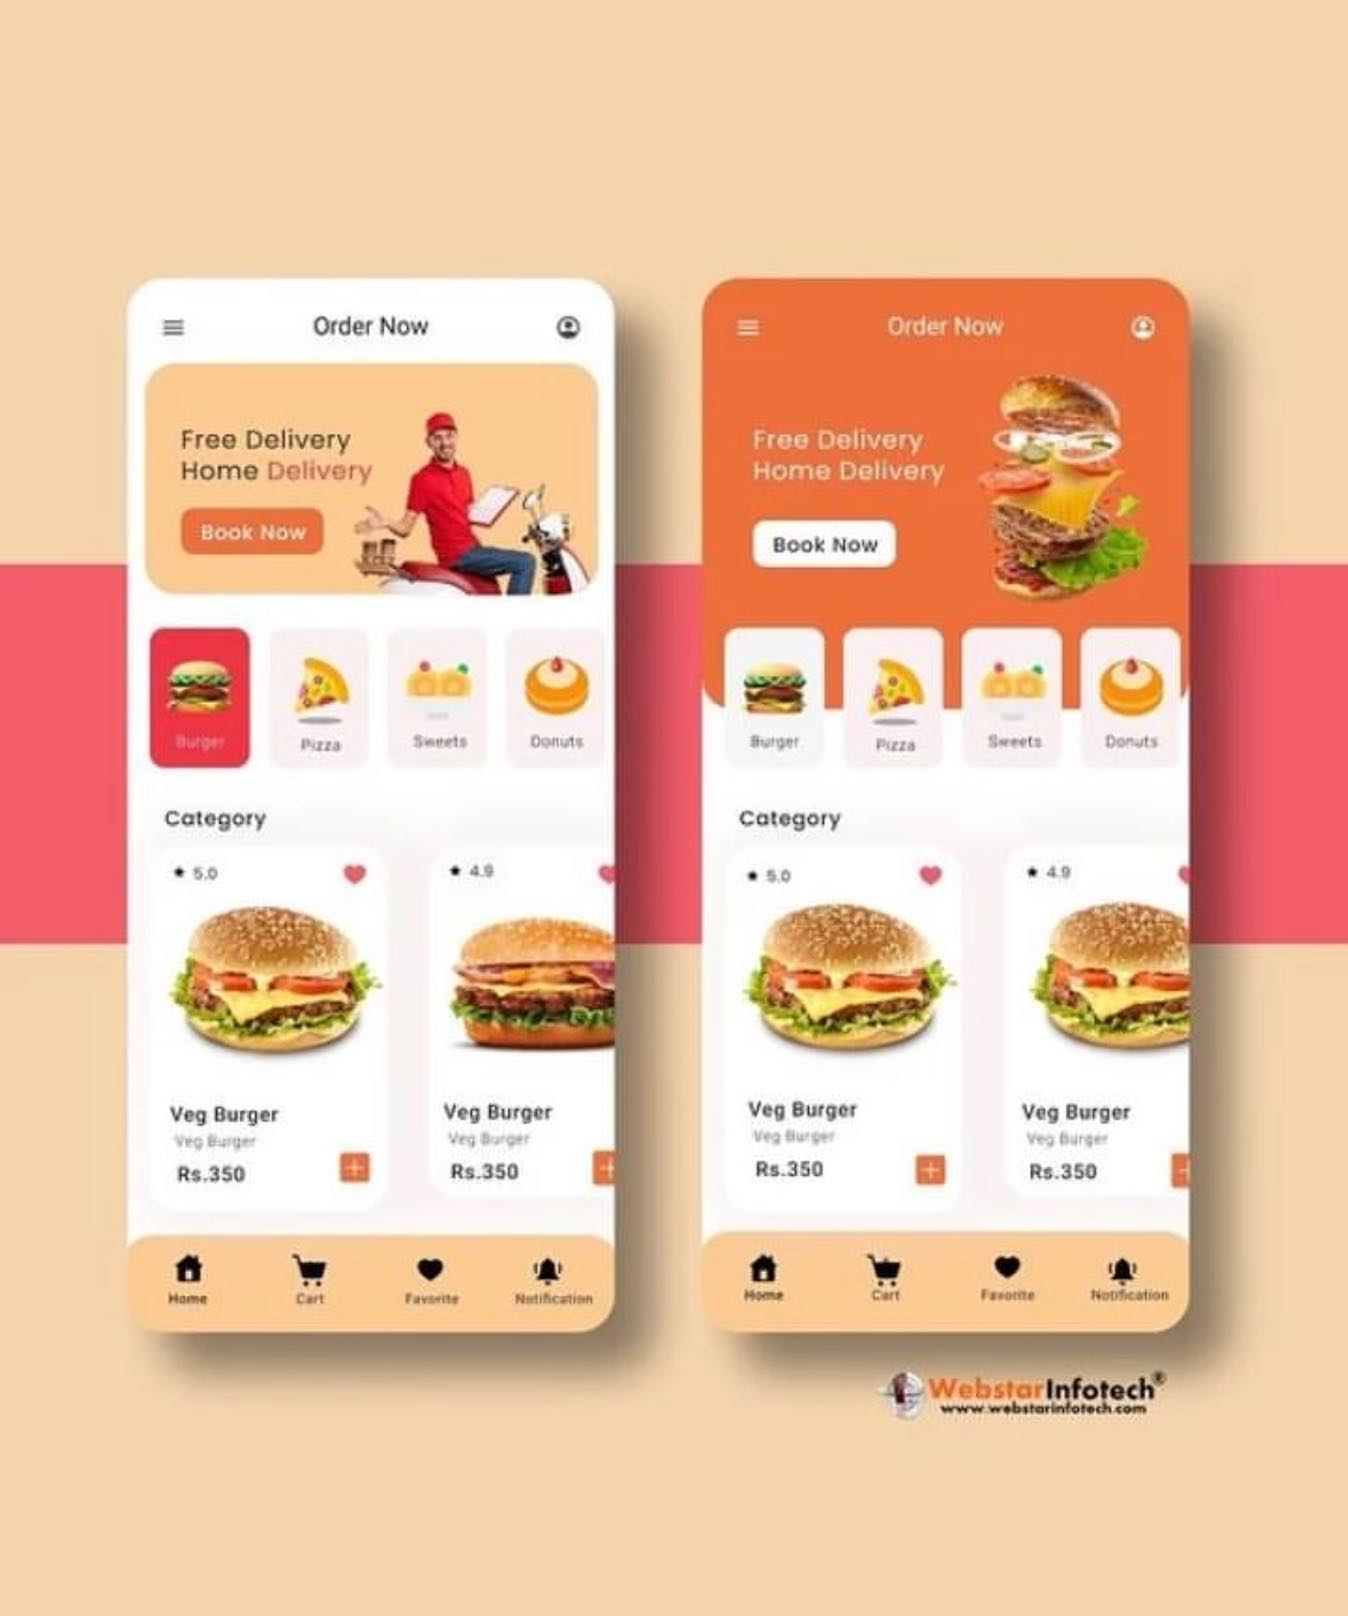 Order Now
Free Delivery
Home Delivery
Book Now
Burger
Pizza
Sweets
Donuts
Category
5.0
4.9
Veg Burger
Veg Burger
Rs.350
Veg Burger
Veg Burger
Rs.350
Home
Cart
Favorite
Notification
Order Now
Free Delivery
Home Delivery
Book Now
Burger
Pizza
Sweets
Donuts
Category
5.0
4.9
Veg Burger
Veg Burger
Rs.350
Veg Burger
Veg Burger
Rs.350
Home
Cart
Favorite
Notification
WebstarInfotech®
www.webstarinfotech.com